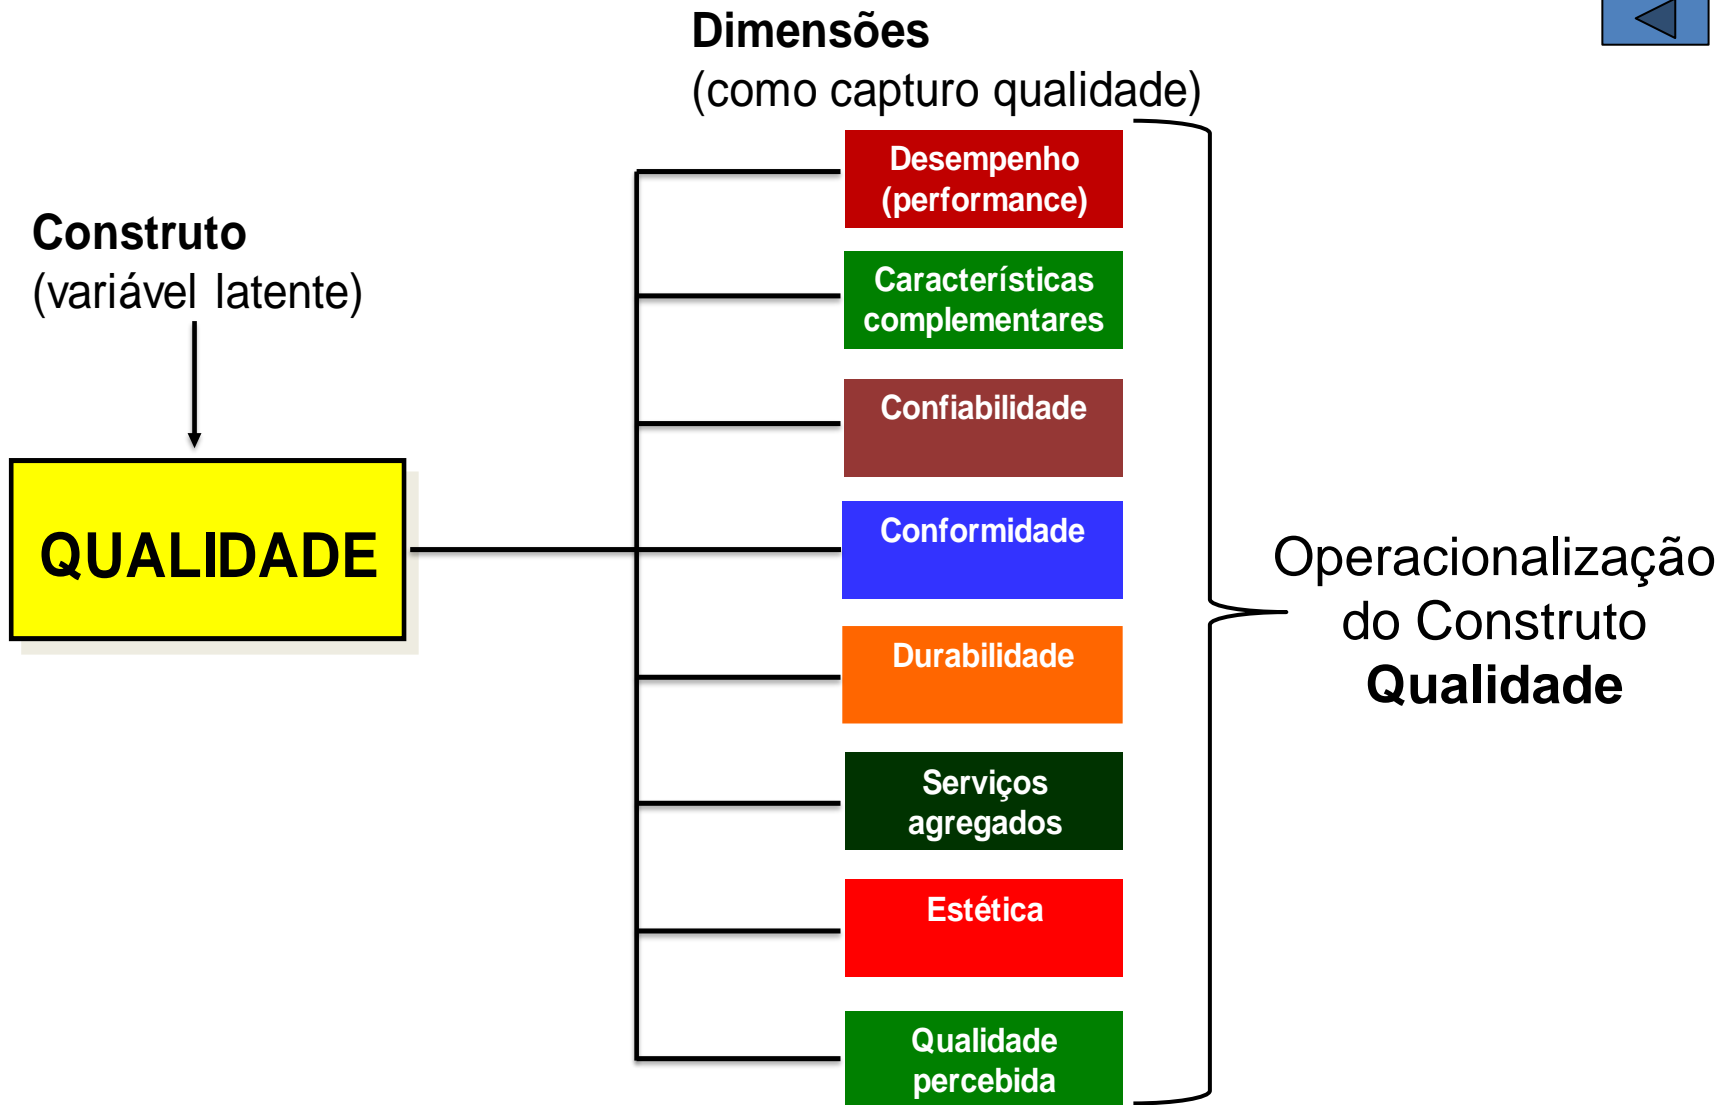 Dimensões
(como capturo qualidade)
Construto
(variável latente)
QUALIDADE
Desempenho
(performance)
Características
complementares
Confiabilidade
Conformidade
Durabilidade
Serviços
agregados
Estética
Qualidade
percebida
Operacionalização
do Construto
Qualidade